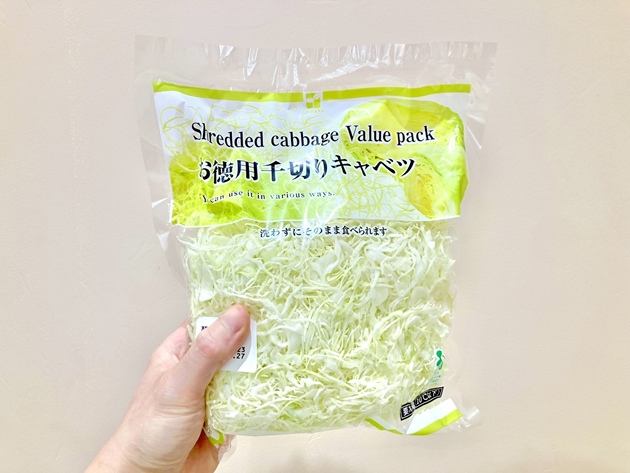 Shredded cabbage Value pack
お徳用千切りキャベツ
can use it in various ways.
洗わずにそのまま食べられます